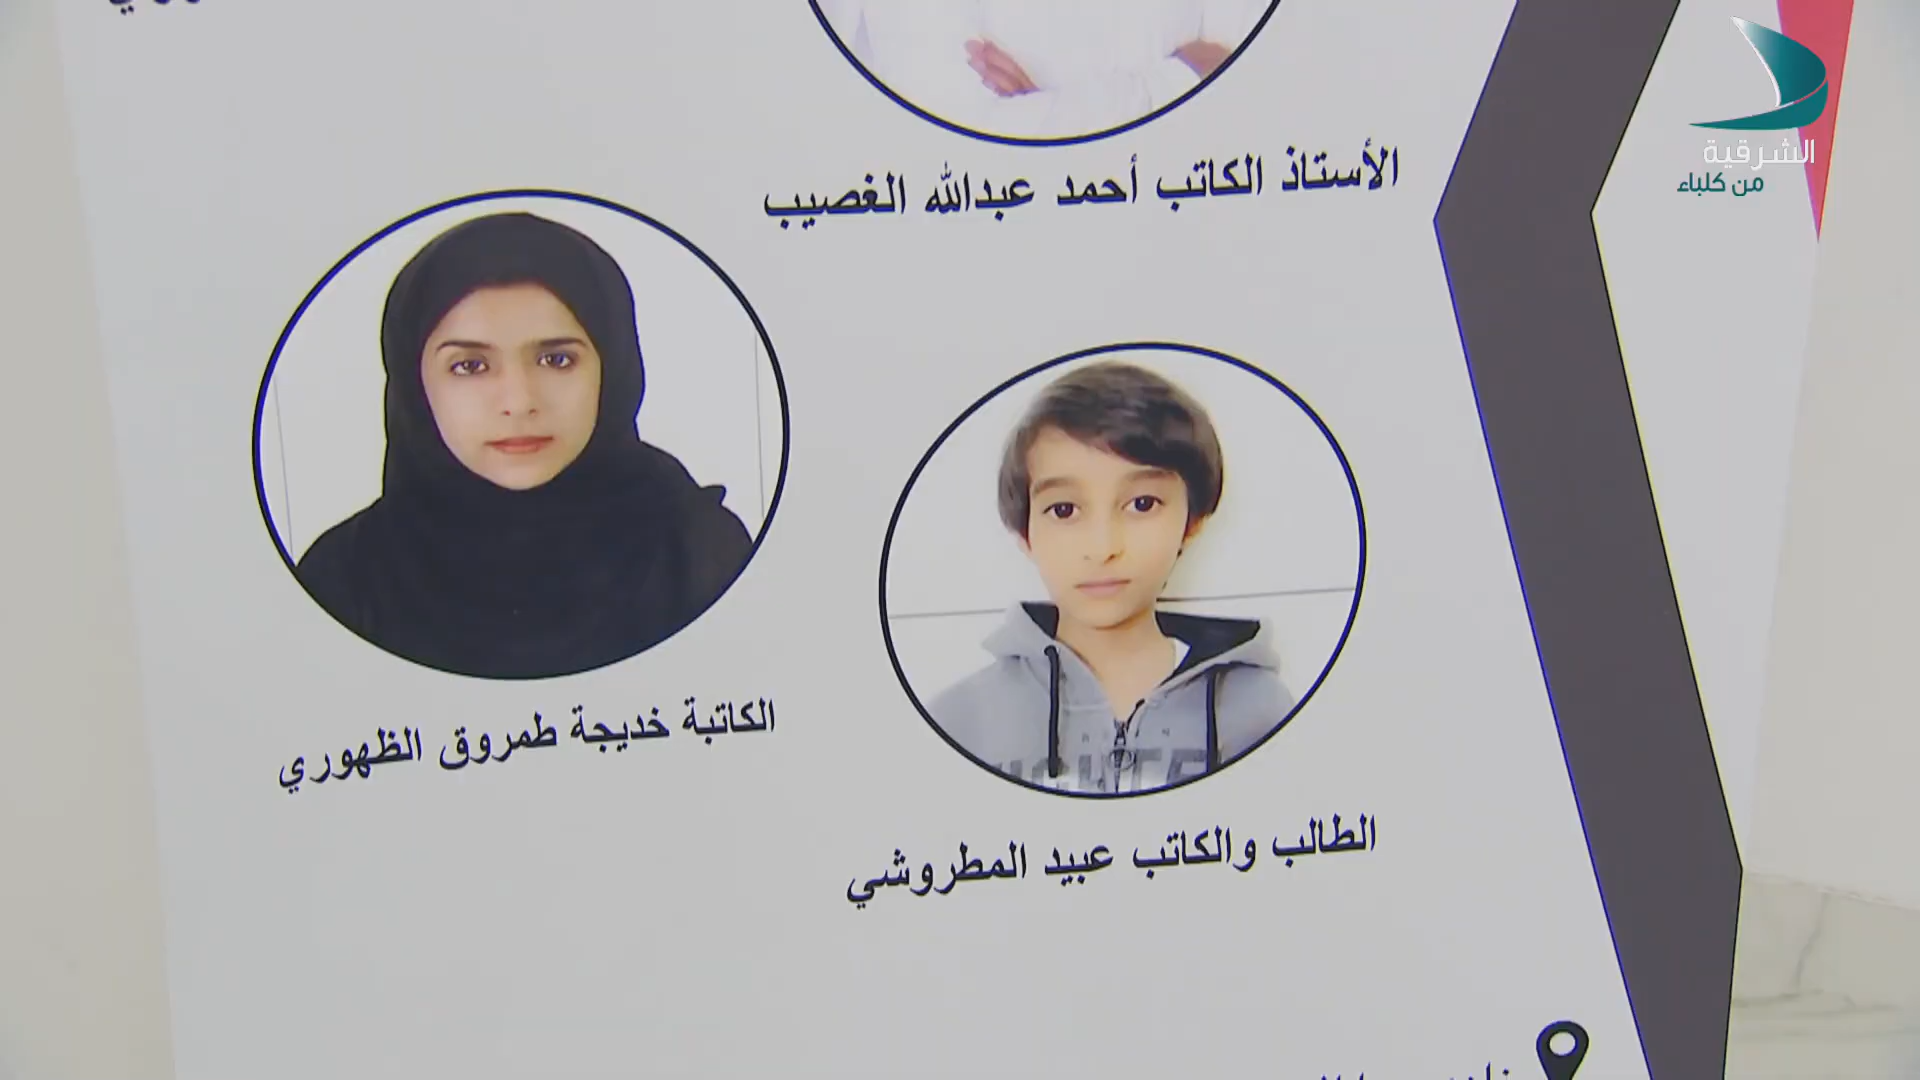 الشرقية
من كلباء
الأستاذ الكاتب أحمد عبدالله الغصيب
الكاتبة خديجة طمروق الظهوري
الطالب والكاتب عبيد المطروشي